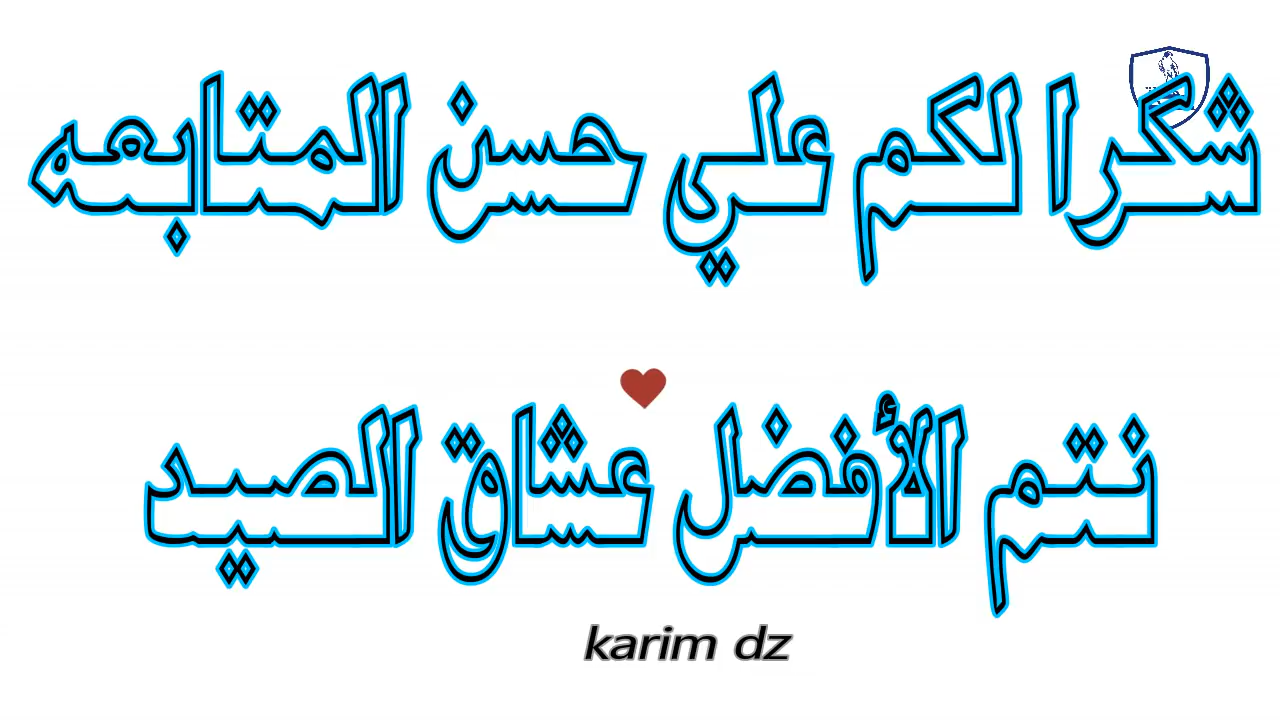 شكرا لكم علي حسن المتابعه
نتم الأفضل عشاق الصيد
karim dz